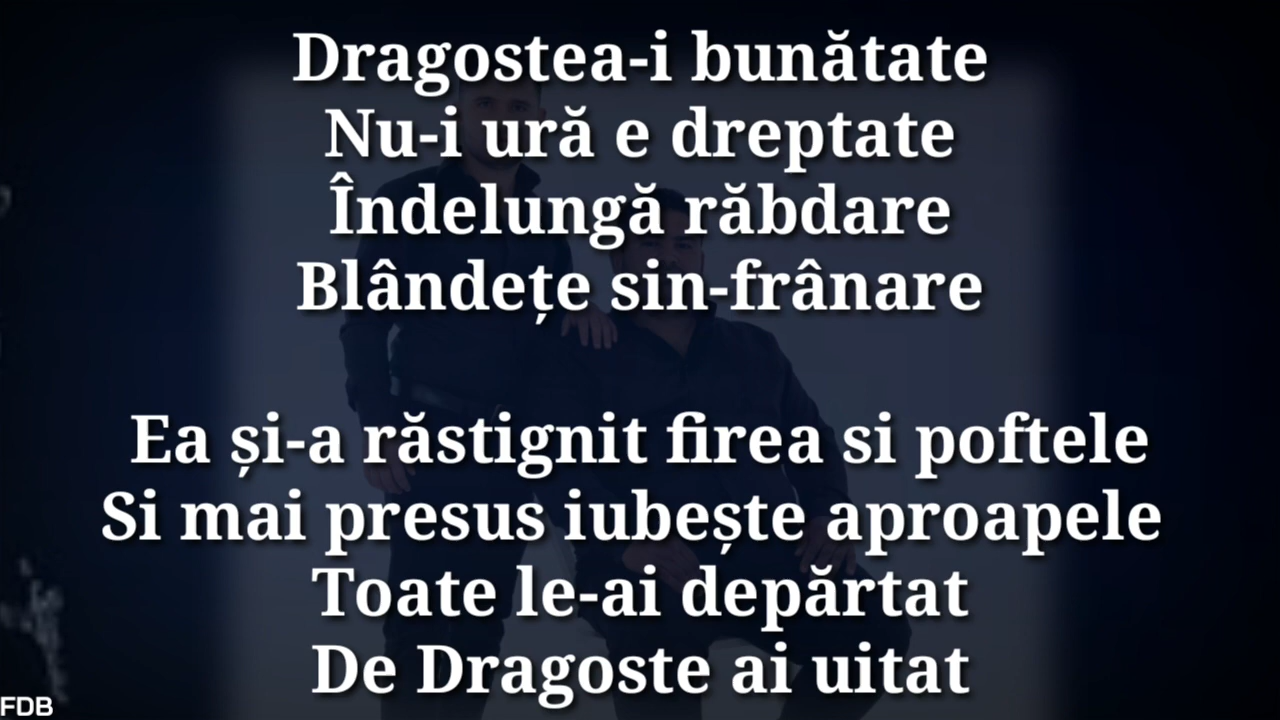 Dragostea-i bunătate
Nu-i ură e dreptate
Îndelungă răbdare
Blândețe sin-frânare
Ea și-a răstignit firea si poftele
Si mai presus iubește aproapele
Toate le-ai depărtat
De Dragoste ai uitat
FDB